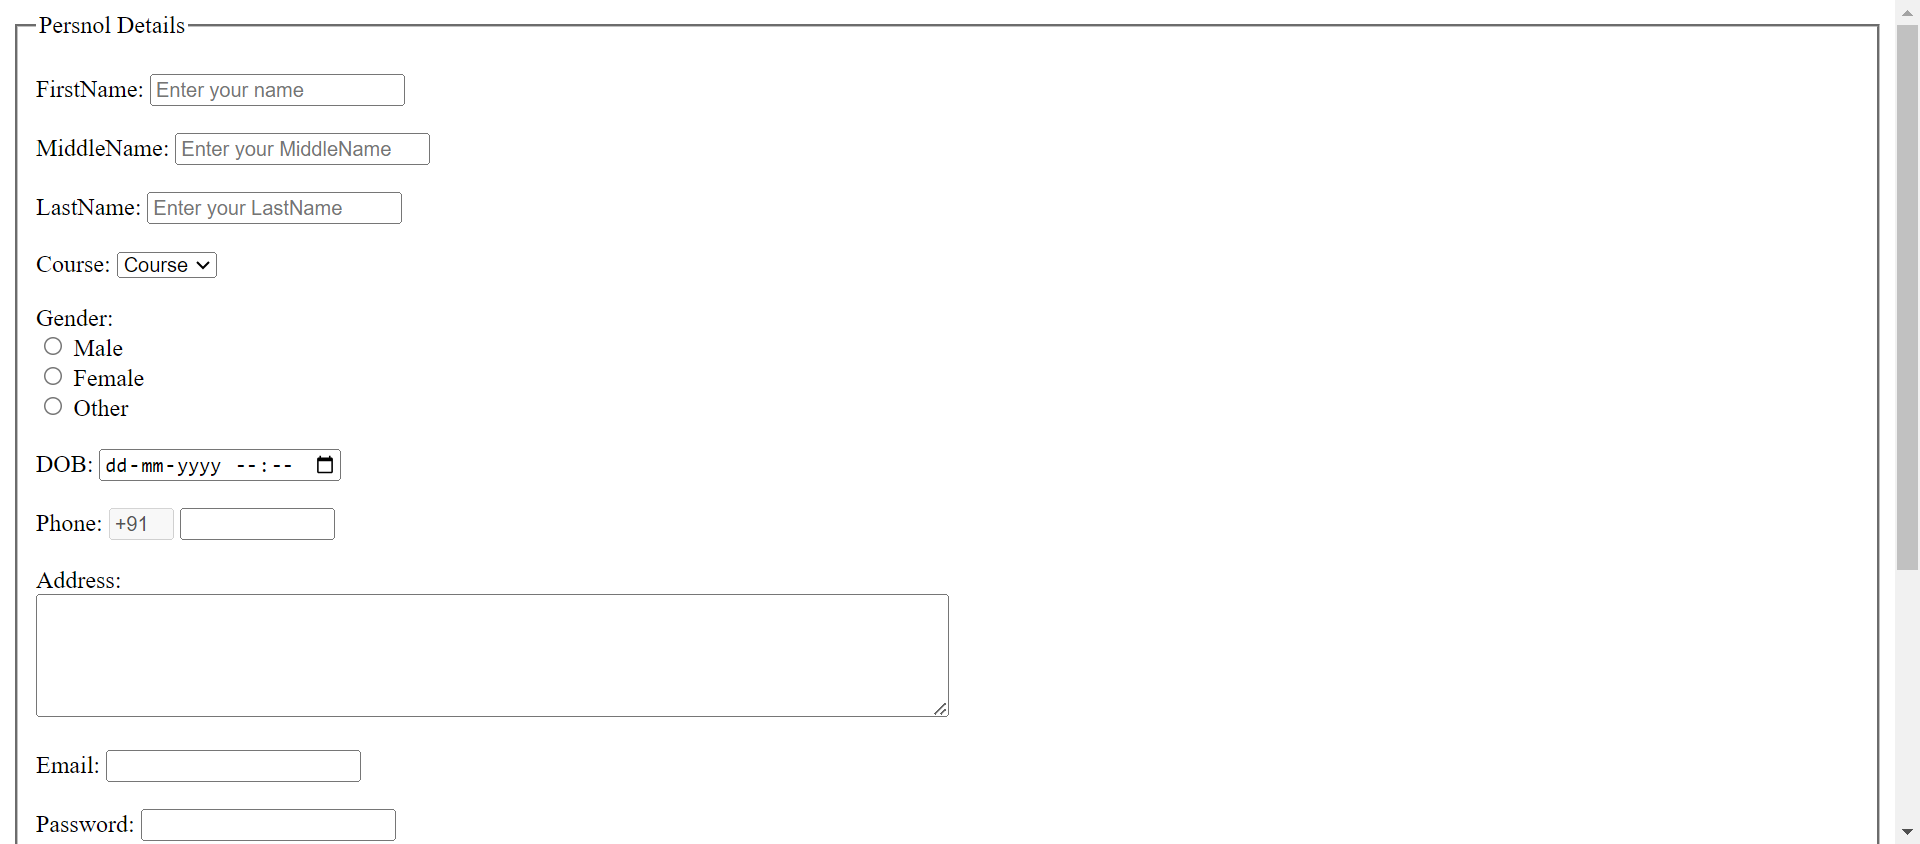 Persnol Details
FirstName: Enter your name
MiddleName: Enter your MiddleName
LastName: Enter your LastName
Course: Course
Gender:
Male
Female
Other
DOB: dd-mm-yyyy --:--
Phone: +91
Address:
Email:
Password: